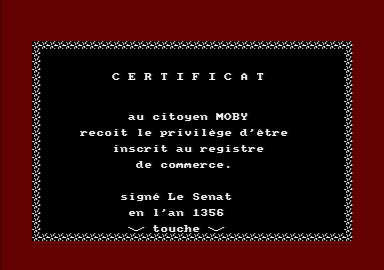 CERTIFICAT
au citoyen MOBY
recoit le privilège d'être
inscrit au registre
de commerce.
signé Le Senat
en l'an 1356
touche